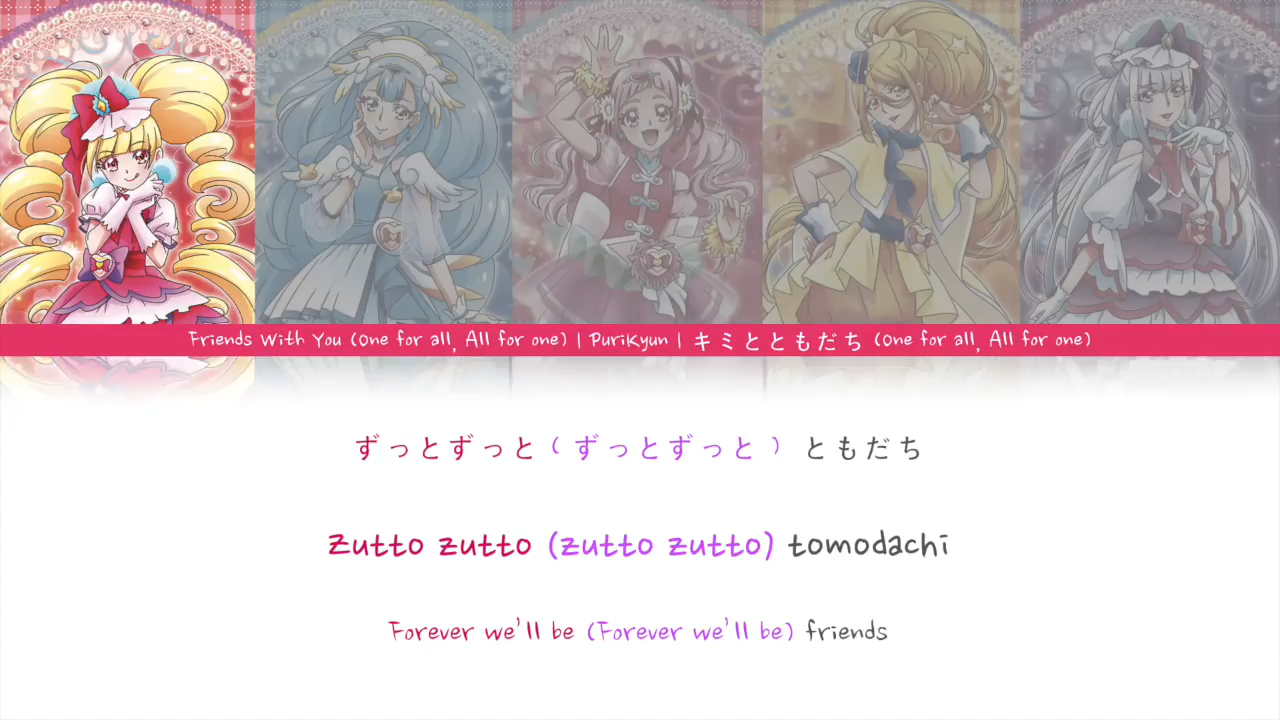 Friends With You (One for all, All for one) | PuriKyun | キミとともだち (One for all, All for one)
ずっとずっと ( ずっとずっと ) ともだち
Zutto zutto (zutto zutto) tomodachi
Forever we'll be (Forever we'll be) friends